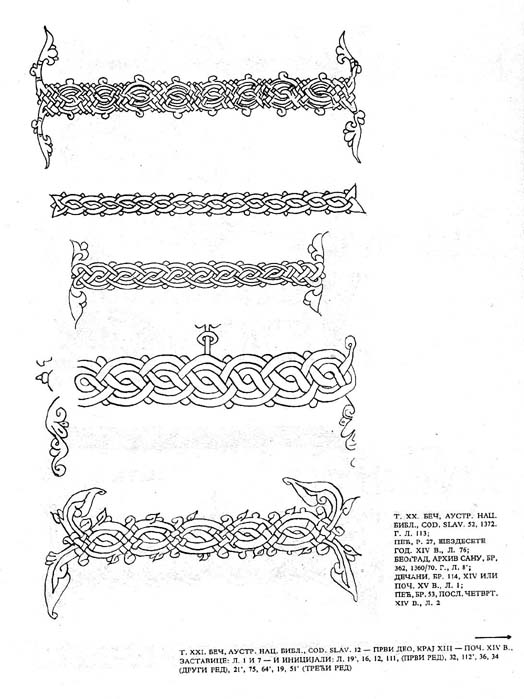 Т. XX. БЕЧ, АУСТР. НАЦ.
БИБЛ., COD. SLAV. 52, 1372.
Г. Л. 113;
ПЕЋ, Р. 27, ШЕЗДЕСЕТЕ
ГОД. XIV В., Л. 76;
БЕОГРАД, АРХИВ САНУ, БР.
362, 1360/70. Г., Л. 8';
ДЕЧАНИ, БР. 114, XIV ИЛИ
ПОЧ. XV В., Л. 1;
ПЕЋ, БР. 53, ПОСЛ. ЧЕТВРТ.
XIV В., Л. 2
Т. XXI. БЕЧ, АУСТР. НАЦ. БИБЛ., COD. SLAV. 12 — ПРВИ ДЕО, КРАЈ XIII — ПОЧ. XIV В.,
ЗАСТАВИЦЕ: Л. 1 И 7 — И ИНИЦИЈАЛИ: Л. 19', 16, 12, 111, (ПРВИ РЕД), 32, 112', 36, 34
(ДРУГИ РЕД), 21', 75, 64', 19, 51' (ТРЕЋИ РЕД)